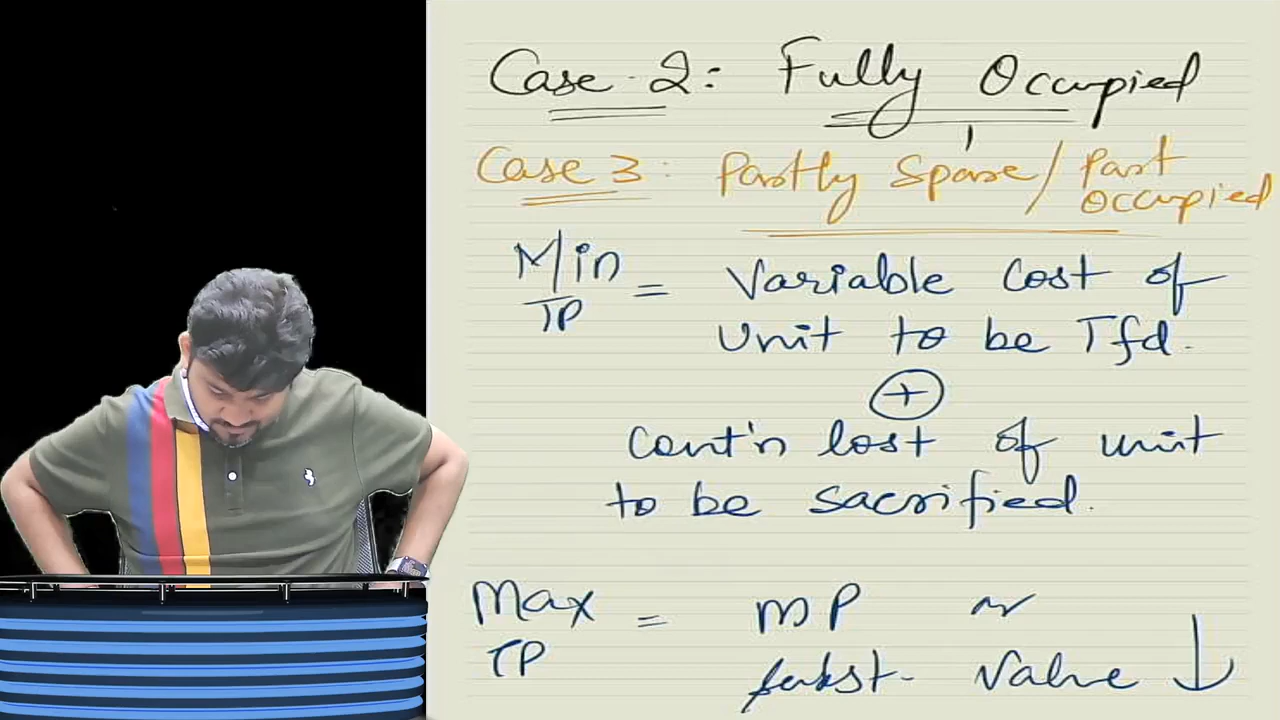 Case-2: Fully Occupied
Case 3: Partly Spare/Part Occupied
Min TP = Variable Cost of
Unit to be Tfd.
+
Cont'n lost of unit
to be sacrified.
Max TP = MP or
subst. Value ↓